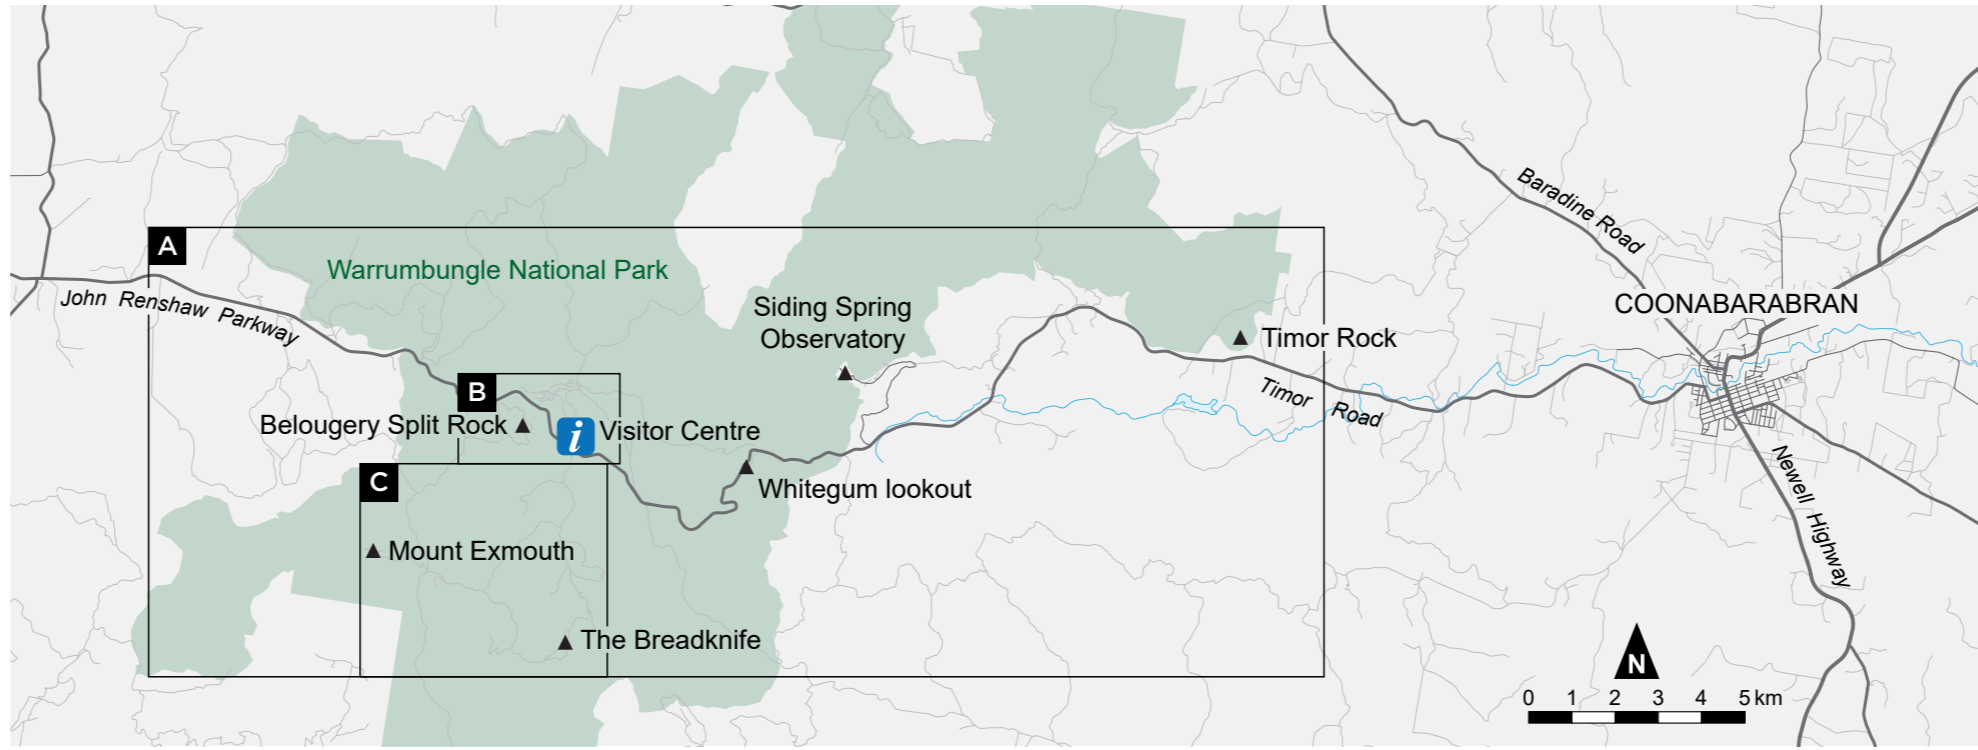 Baradine Road
A
Warrumbungle National Park
John Renshaw Parkway
Siding Spring
Observatory
COONABARABRAN
Timor Rock
Timor Road
B
Belougery Split Rock
i
Visitor Centre
C
Whitegum lookout
Newell Highway
Mount Exmouth
The Breadknife
N
0 1 2 3 4 5 km